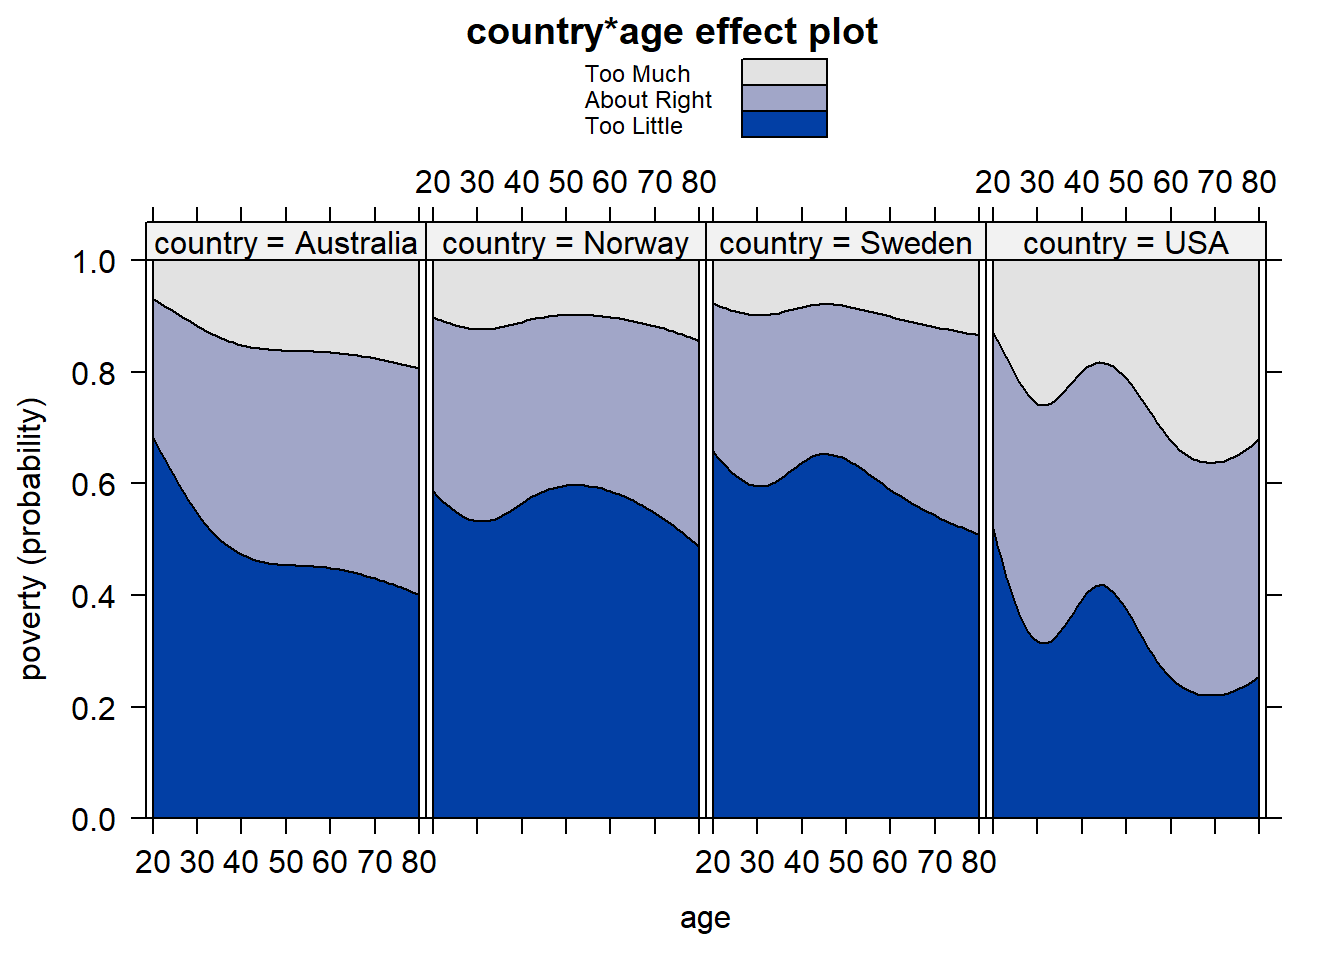 country*age effect plot
Too Much
About Right
Too Little
20 30 40 50 60 70 80 20 30 40 50 60 70 80
country = Australia country = Norway country = Sweden country = USA
1.0
0.8
0.6
0.4
0.2
0.0
poverty (probability)
20 30 40 50 60 70 80 20 30 40 50 60 70 80
age